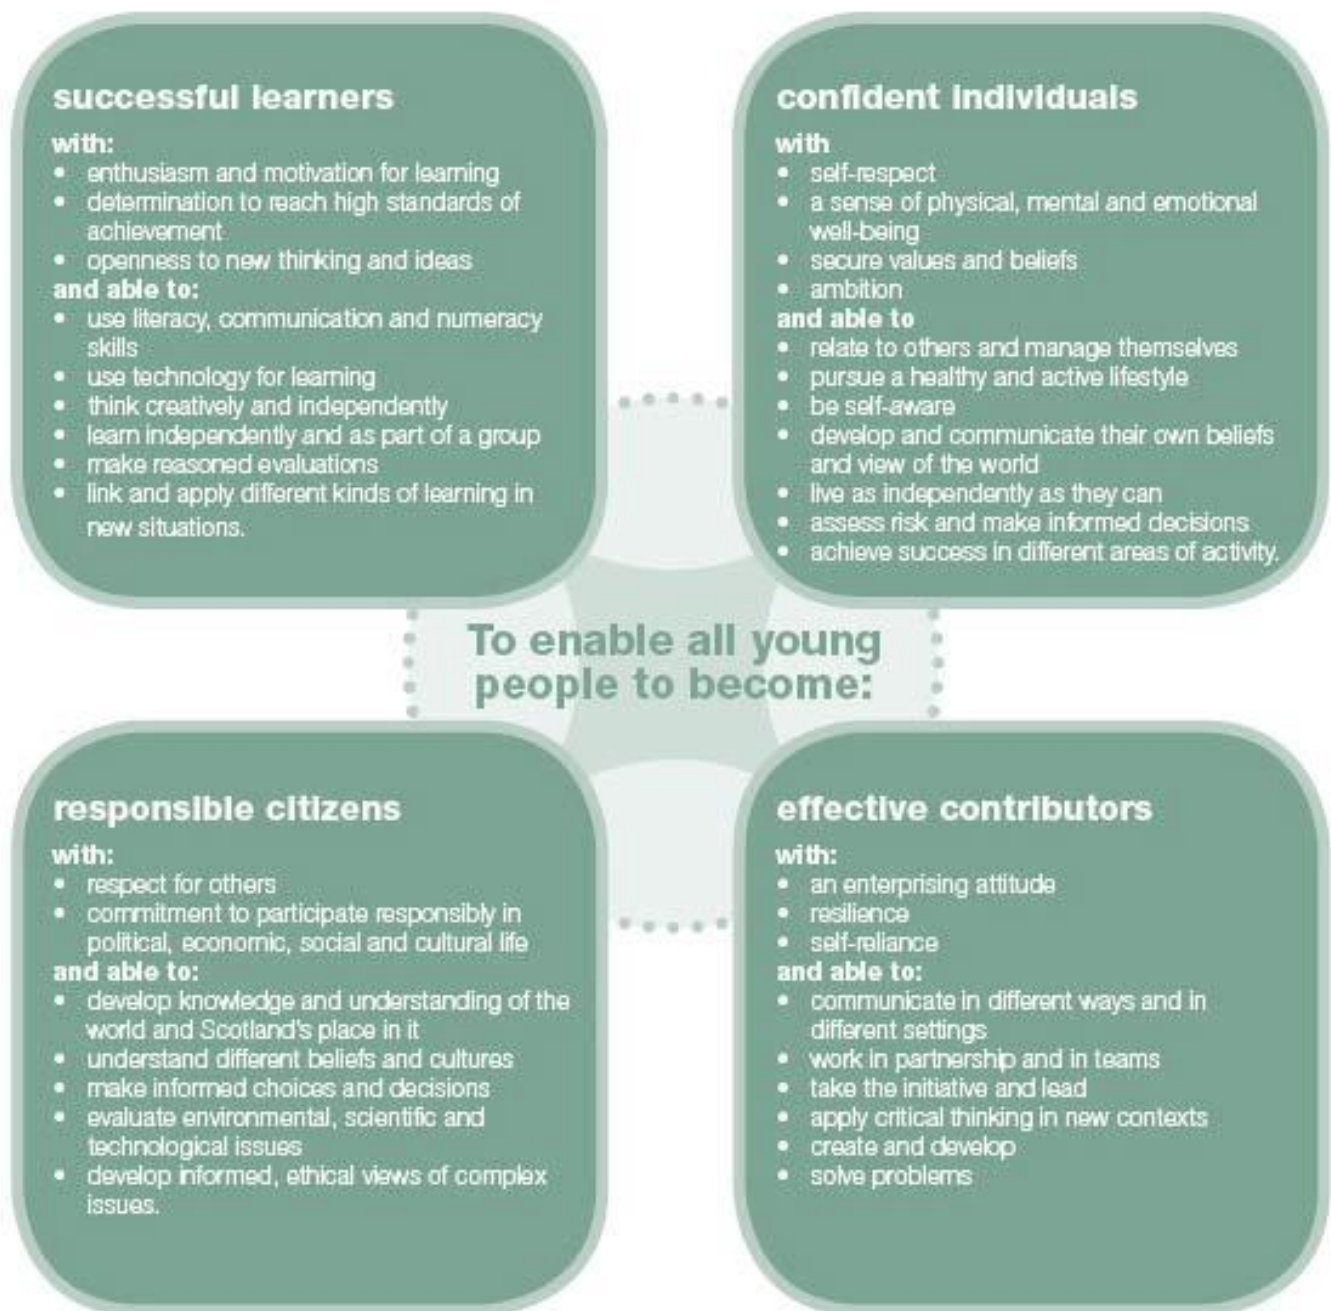 successful learners
with:
• enthusiasm and motivation for learning
• determination to reach high standards of
achievement
• openness to new thinking and ideas
and able to:
• use literacy, communication and numeracy
skills
• use technology for learning
• think creatively and independently
• learn independently and as part of a group
• make reasoned evaluations
• link and apply different kinds of learning in
new situations.
confident individuals
with
• self-respect
• a sense of physical, mental and emotional
well-being
• secure values and beliefs
• ambition
and able to
• relate to others and manage themselves
• pursue a healthy and active lifestyle
• be self-aware
• develop and communicate their own beliefs
and view of the world
• live as independently as they can
• assess risk and make informed decisions
• achieve success in different areas of activity.
To enable all young
people to become:
responsible citizens
with:
• respect for others
• commitment to participate responsibly in
political, economic, social and cultural life
and able to:
• develop knowledge and understanding of the
world and Scotland's place in it
• understand different beliefs and cultures
• make informed choices and decisions
• evaluate environmental, scientific and
technological issues
• develop informed, ethical views of complex
issues.
effective contributors
with:
• an enterprising attitude
• resilience
• self-reliance
and able to:
• communicate in different ways and in
different settings
• work in partnership and in teams
• take the initiative and lead
• apply critical thinking in new contexts
• create and develop
• solve problems